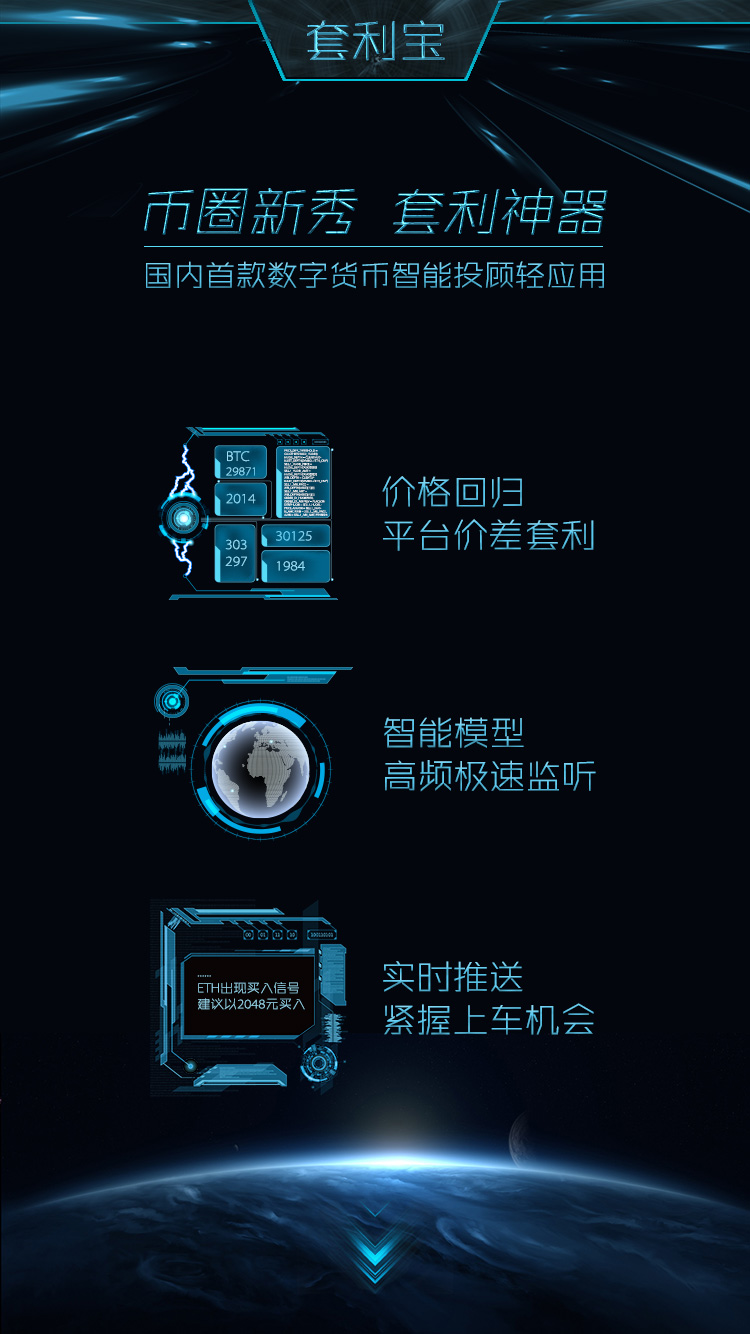 套利宝
币圈新秀 套利神器
国内首款数字货币智能投顾轻应用
BTC
29871
2014
303
297
30125
1984
价格回归
平台价差套利
智能模型
高频极速监听
00 01 11 10
......
ETH出现买入信号
建议以2048元买入
实时推送
紧握上车机会